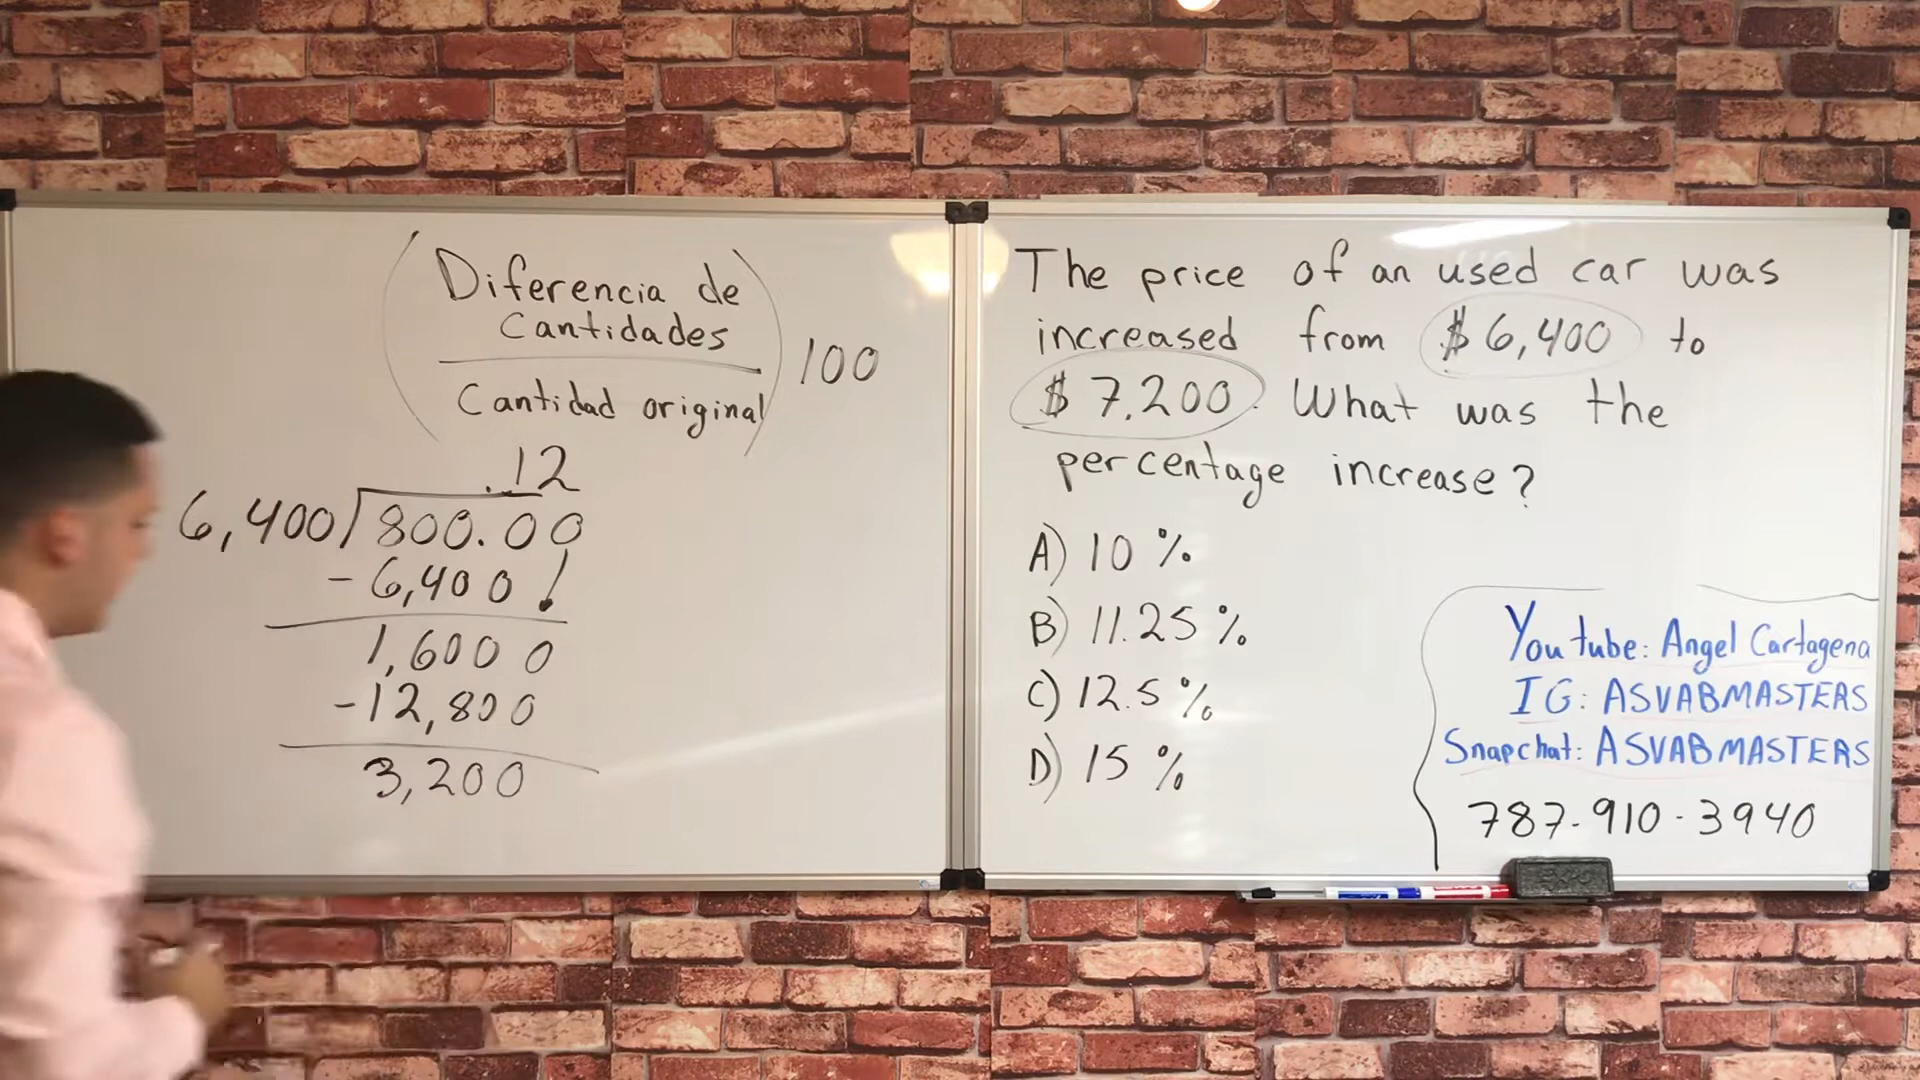 (Diferencia de
Cantidades
Cantidad original) 100
.12
6,400)800.00
-6,400
1,6000
-12,800
3,200
The price of an used car was
increased from $6,400 to
$7,200. What was the
percentage increase?
A) 10%
B) 11.25%
C) 12.5%
D) 15%
Youtube: Angel Cartagena
IG: ASVABMASTERS
Snapchat: ASVABMASTERS
787-910-3940